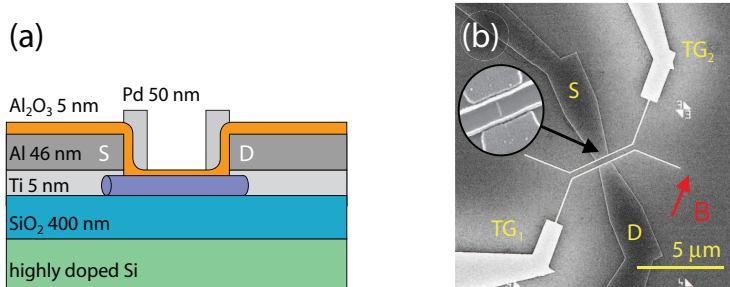 (a)
Pd 50 nm
Al₂O₃ 5 nm
Al 46 nm
S
D
Ti 5 nm
SiO₂ 400 nm
highly doped Si
(b)
TG₂
S
B
TG₁
D
5 µm